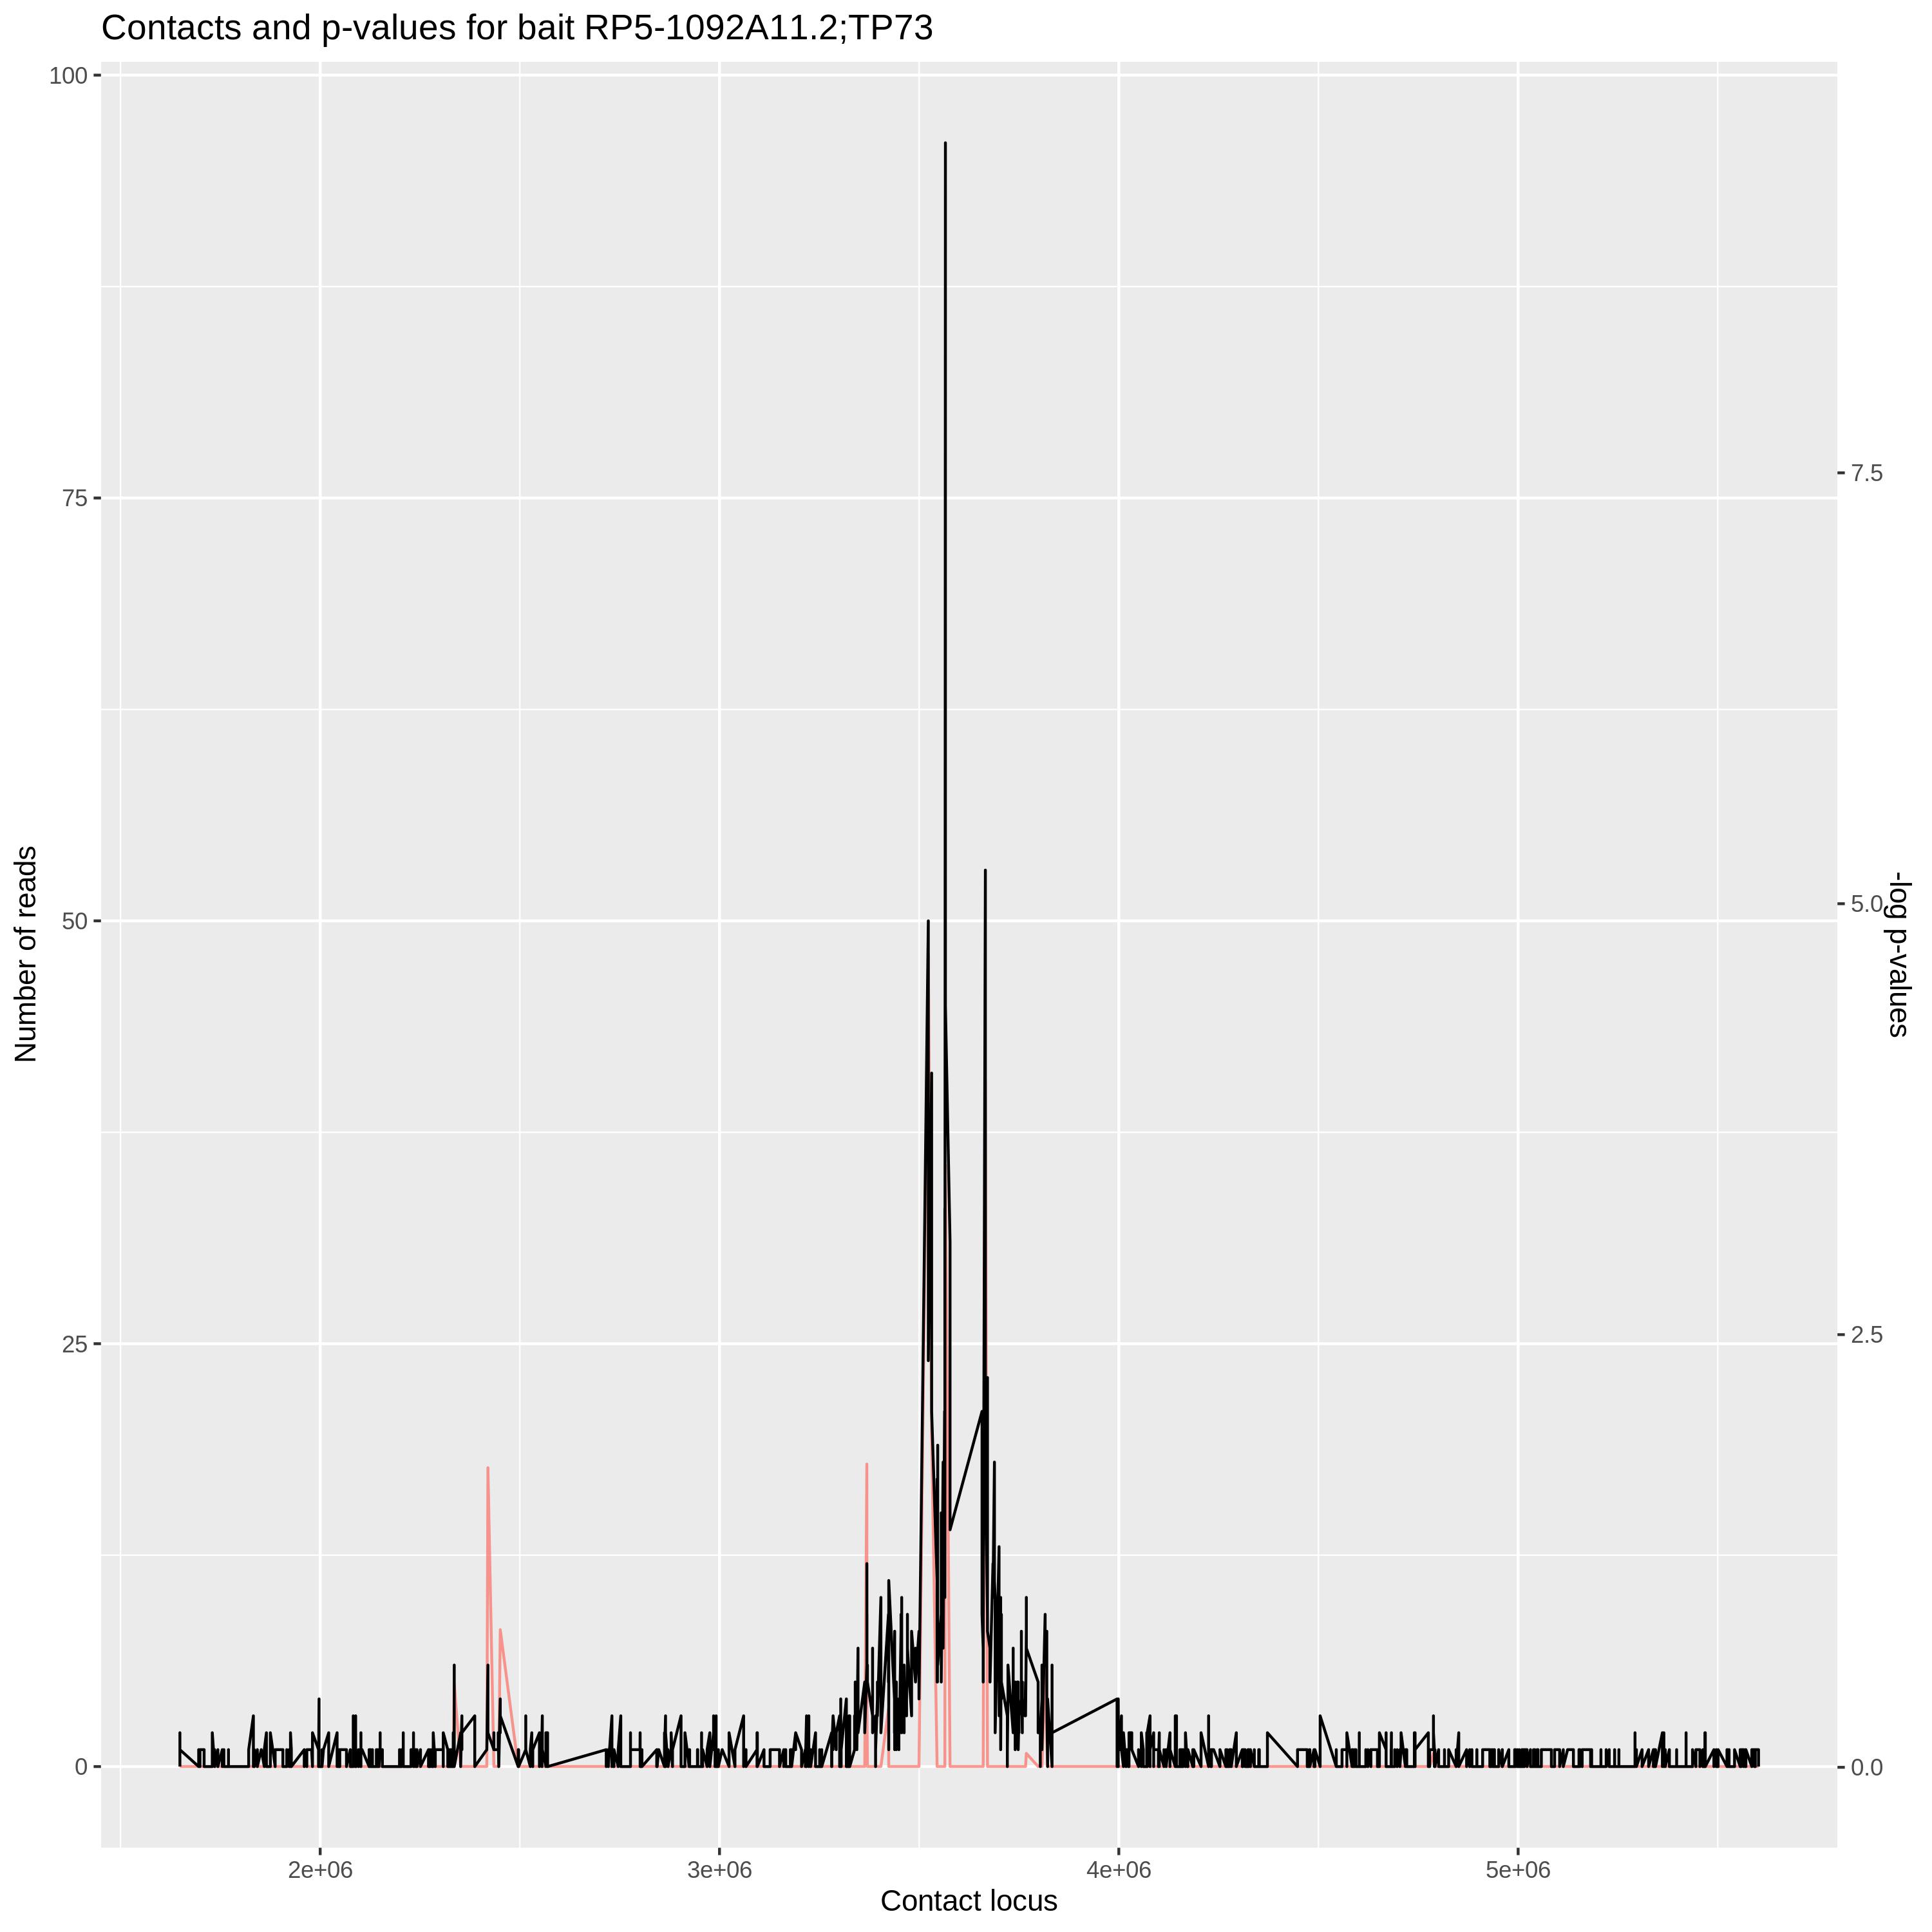 Contacts and p-values for bait RP5-1092A11.2;TP73
100
75
50
25
0
Number of reads
7.5
5.0
2.5
0.0
-log p-values
2e+06 3e+06 4e+06 5e+06
Contact locus